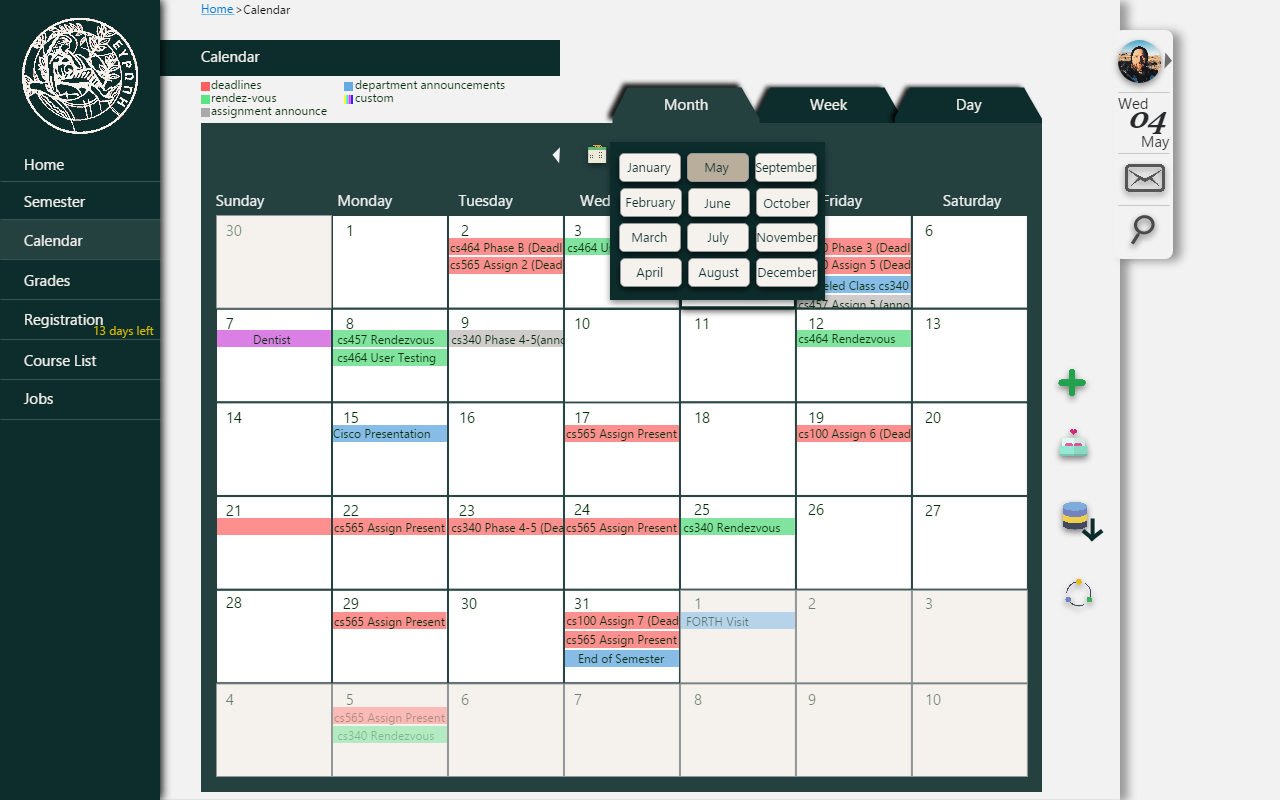 Home >Calendar
ΕΥΡΩΠΗ
Calendar
deadlines
department announcements
rendez-vous
custom
assignment announce
Month
Week
Day
Wed
04
May
Home
Semester
Calendar
Grades
Registration
13 days left
Course List
Jobs
January
May
September
February
June
October
March
July
November
April
August
December
Sunday
Monday
Tuesday
Wed
Friday
Saturday
30
1
2
3
6
cs464 Phase B (Deadl
cs464 U
Phase 3 (Deadl
cs565 Assign 2 (Dead
Assign 5 (Dead
eled Class cs340
cs457 Assign 5 (anno
7
8
9
10
11
12
13
Dentist
cs457 Rendezvous
cs340 Phase 4-5(anno
cs464 Rendezvous
cs464 User Testing
14
15
16
17
18
19
20
Cisco Presentation
cs565 Assign Present
cs100 Assign 6 (Dead
21
22
23
24
25
26
27
cs565 Assign Present
cs340 Phase 4-5 (Dea
cs565 Assign Present
cs340 Rendezvous
28
29
30
31
1
2
3
cs565 Assign Present
cs100 Assign 7 (Dead
FORTH Visit
cs565 Assign Present
End of Semester
4
5
6
7
8
9
10
cs565 Assign Present
cs340 Rendezvous